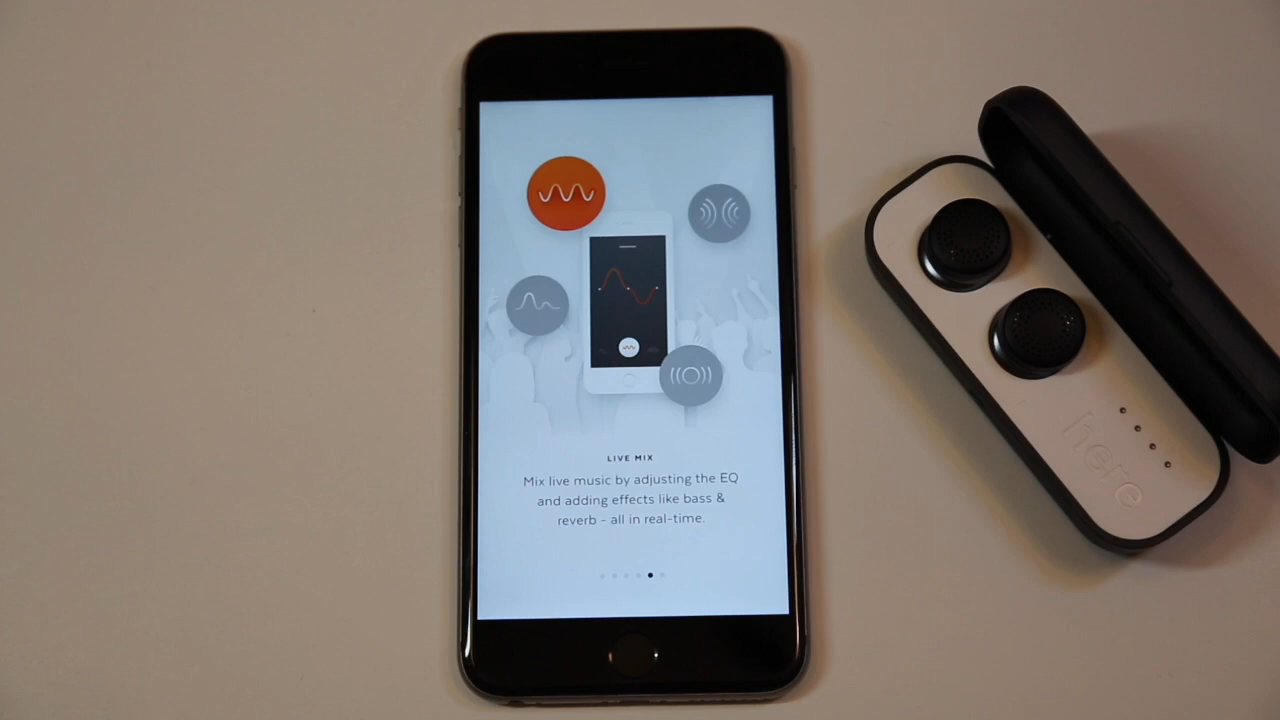 LIVE MIX
Mix live music by adjusting the EQ
and adding effects like bass &
reverb - all in real-time.
here